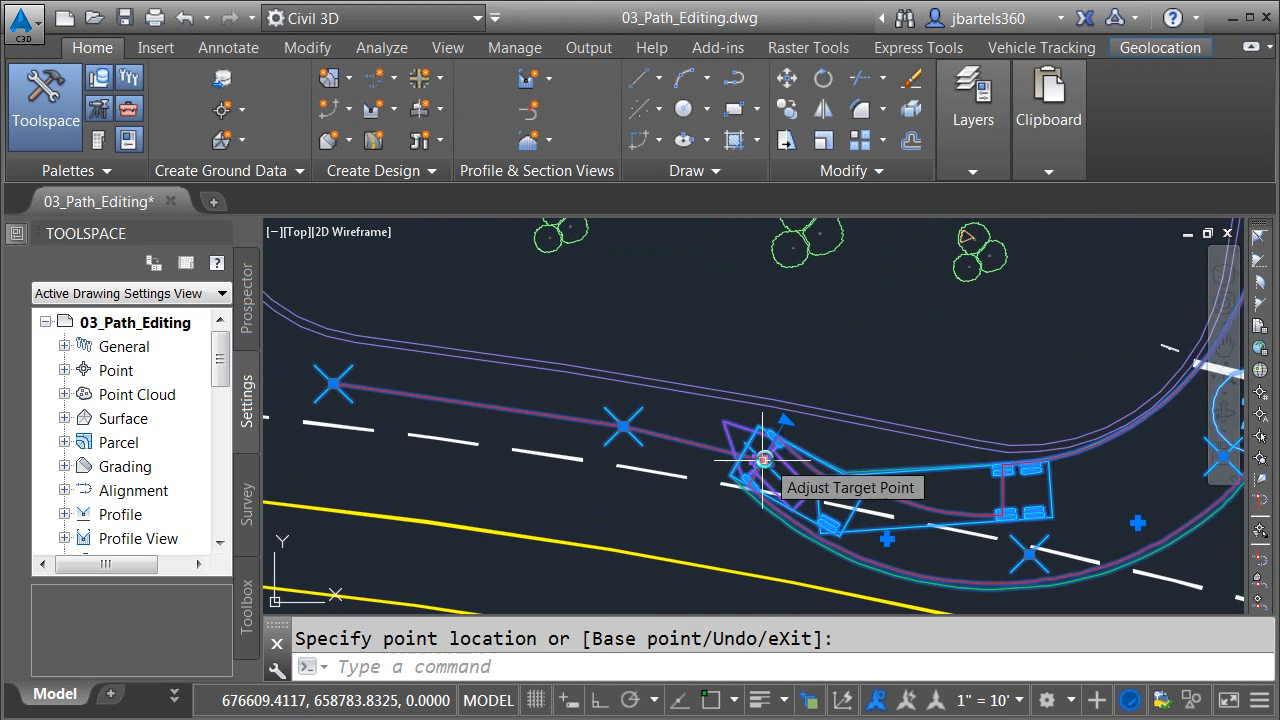 C3D
Civil 3D
03_Path_Editing.dwg
jbartels360
Home
Insert
Annotate
Modify
Analyze
View
Manage
Output
Help
Add-ins
Raster Tools
Express Tools
Vehicle Tracking
Geolocation
Toolspace
Layers
Clipboard
Palettes
Create Ground Data
Create Design
Profile & Section Views
Draw
Modify
03_Path_Editing*
TOOLSPACE
Active Drawing Settings View
03_Path_Editing
General
Point
Point Cloud
Surface
Parcel
Grading
Alignment
Profile
Profile View
Prospector
Settings
Survey
Toolbox
[−][Top][2D Wireframe]
Adjust Target Point
Y
X
Specify point location or [Base point/Undo/eXit]:
Type a command
Model
676609.4117, 658783.8325, 0.0000
MODEL
1" = 10'